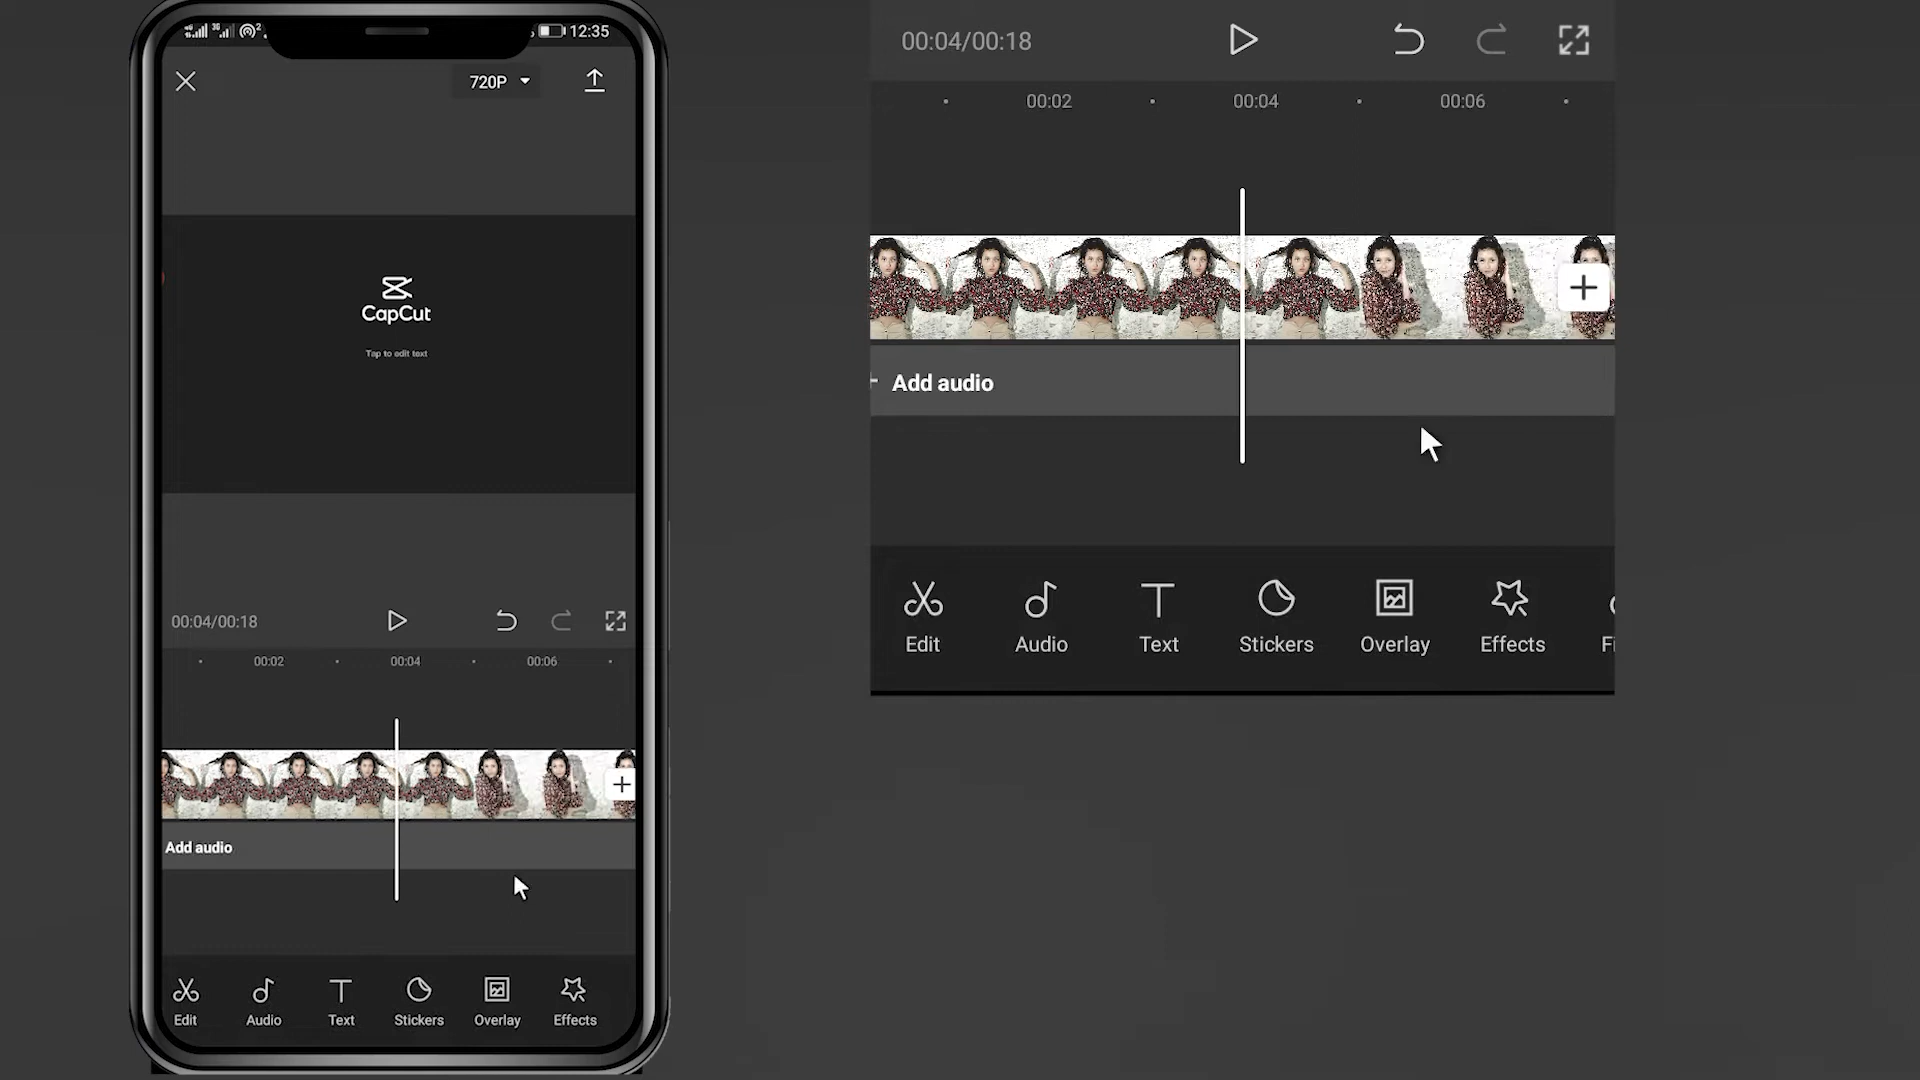 12:35
720P
CapCut
Tap to edit text
00:04/00:18
00:02
00:04
00:06
Add audio
Edit
Audio
Text
Stickers
Overlay
Effects
00:04/00:18
00:02
00:04
00:06
Add audio
Edit
Audio
Text
Stickers
Overlay
Effects
Fi